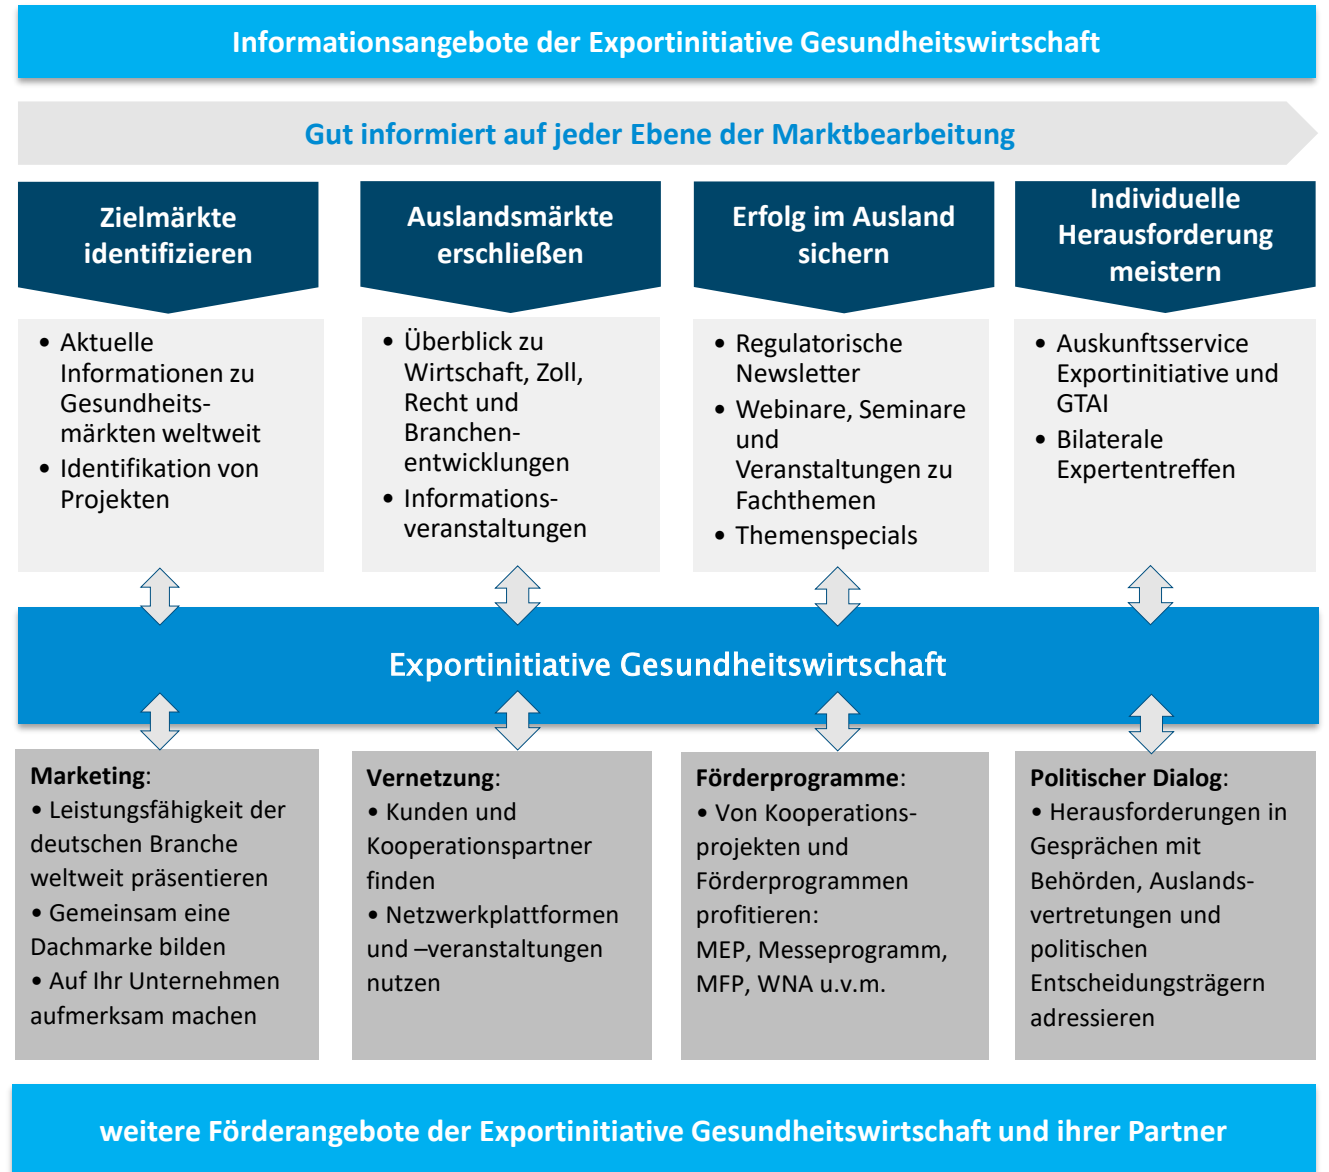 Informationsangebote der Exportinitiative Gesundheitswirtschaft
Gut informiert auf jeder Ebene der Marktbearbeitung
Zielmärkte
identifizieren
• Aktuelle
Informationen zu
Gesundheits-
märkten weltweit
• Identifikation von
Projekten
Auslandsmärkte
erschließen
• Überblick zu
Wirtschaft, Zoll,
Recht und
Branchen-
entwicklungen
• Informations-
veranstaltungen
Erfolg im Ausland
sichern
• Regulatorische
Newsletter
• Webinare, Seminare
und
Veranstaltungen zu
Fachthemen
• Themenspecials
Individuelle
Herausforderung
meistern
• Auskunftsservice
Exportinitiative und
GTAI
• Bilaterale
Expertentreffen
Exportinitiative Gesundheitswirtschaft
Marketing:
• Leistungsfähigkeit der
deutschen Branche
weltweit präsentieren
• Gemeinsam eine
Dachmarke bilden
• Auf Ihr Unternehmen
aufmerksam machen
Vernetzung:
• Kunden und
Kooperationspartner
finden
• Netzwerkplattformen
und –veranstaltungen
nutzen
Förderprogramme:
• Von Kooperations-
projekten und
Förderprogrammen
profitieren:
MEP, Messeprogramm,
MFP, WNA u.v.m.
Politischer Dialog:
• Herausforderungen in
Gesprächen mit
Behörden, Auslands-
vertretungen und
politischen
Entscheidungsträgern
adressieren
weitere Förderangebote der Exportinitiative Gesundheitswirtschaft und ihrer Partner